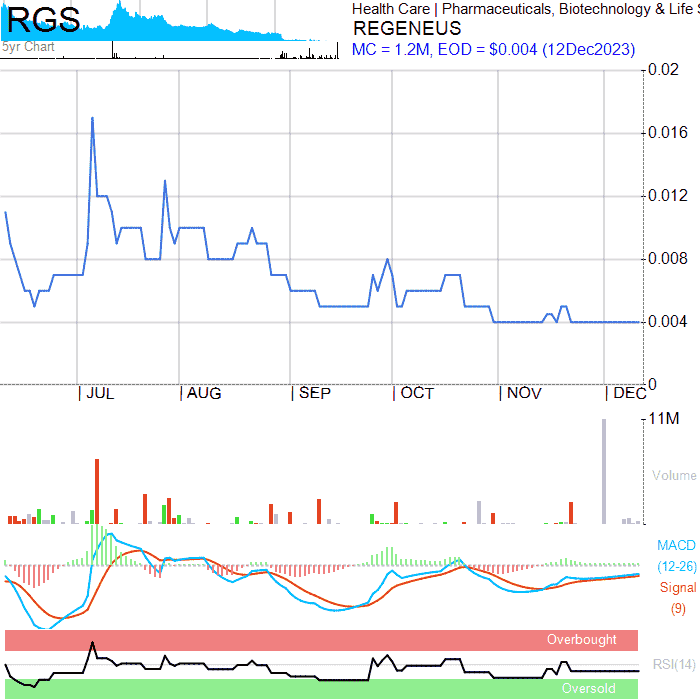 RGS
Health Care | Pharmaceuticals, Biotechnology & Life S
REGENEUS
5yr Chart
MC = 1.2M, EOD = $0.004 (12Dec2023)
0.02
0.016
0.012
0.008
0.004
0
| JUL | AUG | SEP | OCT | NOV | DEC
11M
Volume
MACD
(12-26)
Signal
(9)
Overbought
RSI(14)
Oversold